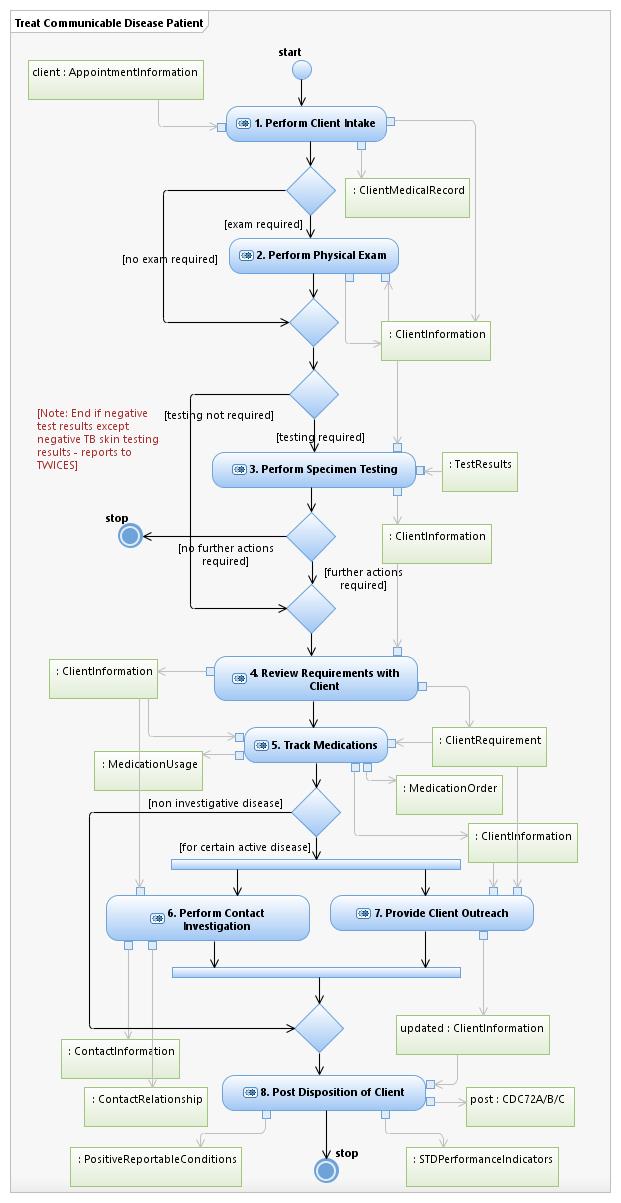 Treat Communicable Disease Patient
start
client : AppointmentInformation
1. Perform Client Intake
: ClientMedicalRecord
[exam required]
[no exam required]
2. Perform Physical Exam
: ClientInformation
[Note: End if negative
test results except
negative TB skin testing
results - reports to
TWICES]
[testing not required]
[testing required]
3. Perform Specimen Testing
: TestResults
stop
: ClientInformation
[no further actions
required]
[further actions
required]
4. Review Requirements with
Client
: ClientInformation
: ClientRequirement
5. Track Medications
: MedicationUsage
: MedicationOrder
[non investigative disease]
: ClientInformation
[for certain active disease]
6. Perform Contact
Investigation
7. Provide Client Outreach
updated : ClientInformation
: ContactInformation
8. Post Disposition of Client
: ContactRelationship
post : CDC72A/B/C
stop
: PositiveReportableConditions
: STDPerformanceIndicators